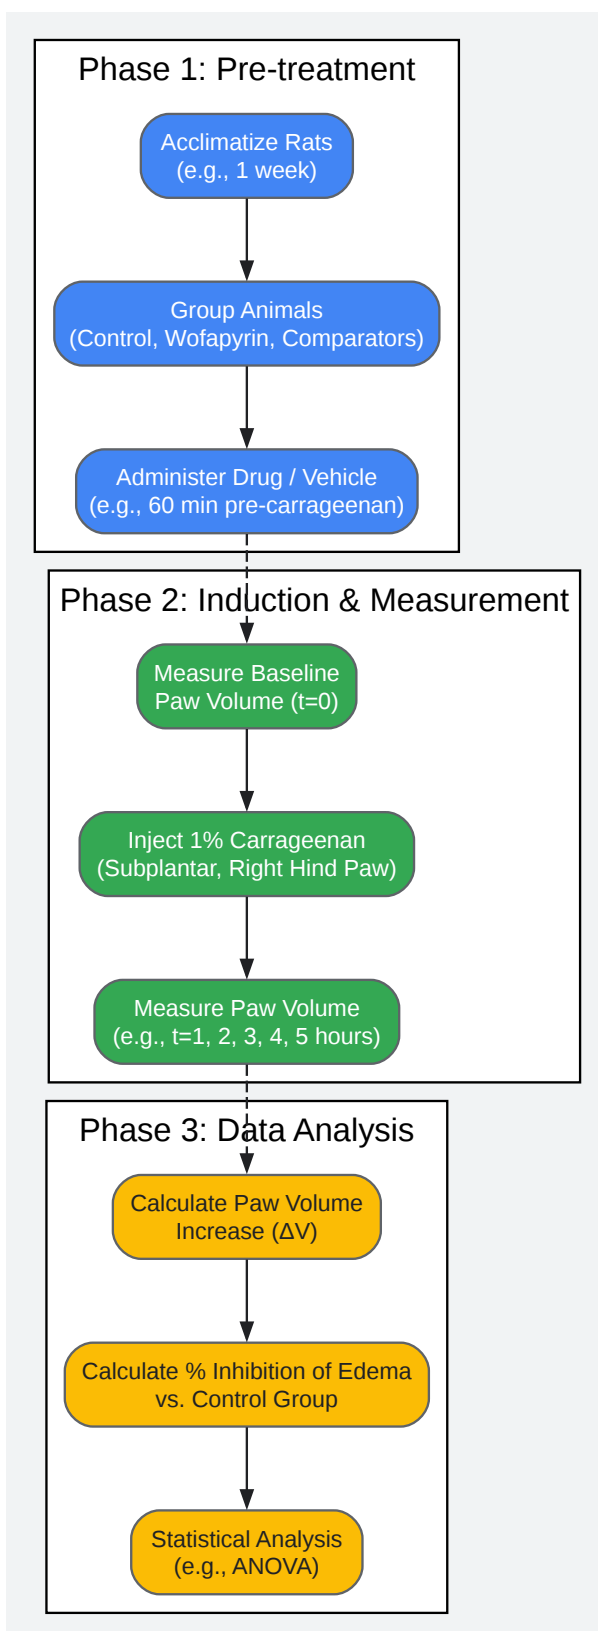 Phase 1: Pre-treatment
Acclimatize Rats
(e.g., 1 week)
Group Animals
(Control, Wofapyrin, Comparators)
Administer Drug / Vehicle
(e.g., 60 min pre-carrageenan)
Phase 2: Induction & Measurement
Measure Baseline
Paw Volume (t=0)
Inject 1% Carrageenan
(Subplantar, Right Hind Paw)
Measure Paw Volume
(e.g., t=1, 2, 3, 4, 5 hours)
Phase 3: Data Analysis
Calculate Paw Volume
Increase (ΔV)
Calculate % Inhibition of Edema
vs. Control Group
Statistical Analysis
(e.g., ANOVA)